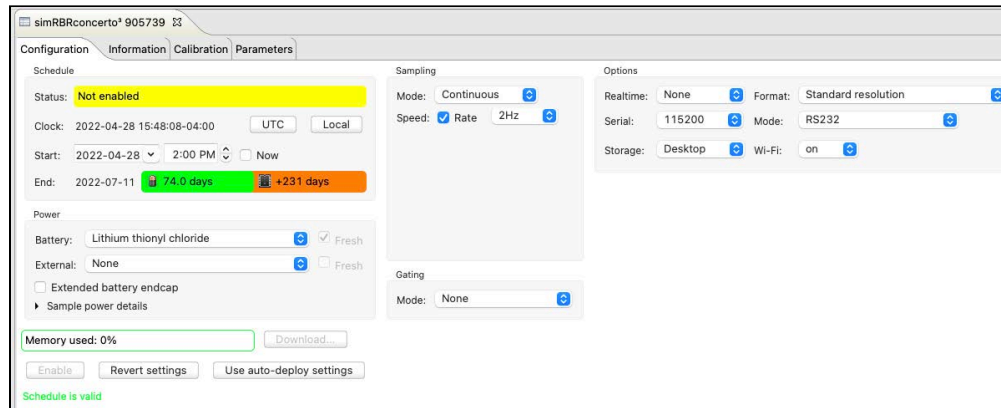 simRBRconcerto³ 905739
Configuration Information Calibration Parameters
Schedule
Status: Not enabled
Clock: 2022-04-28 15:48:08-04:00 UTC Local
Start: 2022-04-28 2:00 PM Now
End: 2022-07-11 74.0 days +231 days
Power
Battery: Lithium thionyl chloride Fresh
External: None Fresh
Extended battery endcap
Sample power details
Memory used: 0% Download...
Enable Revert settings Use auto-deploy settings
Schedule is valid
Sampling
Mode: Continuous
Speed: Rate 2Hz
Gating
Mode: None
Options
Realtime: None Format: Standard resolution
Serial: 115200 Mode: RS232
Storage: Desktop Wi-Fi: on